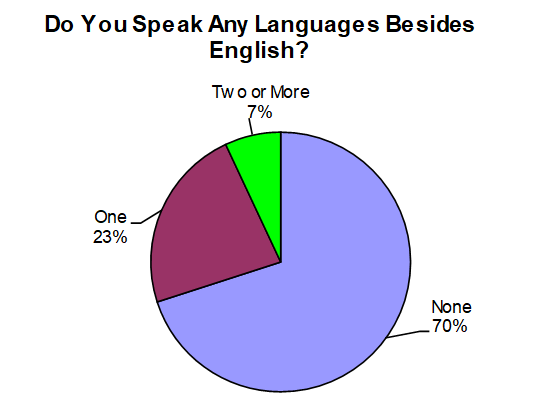 Do You Speak Any Languages Besides
English?
Two or More
7%
One
23%
None
70%